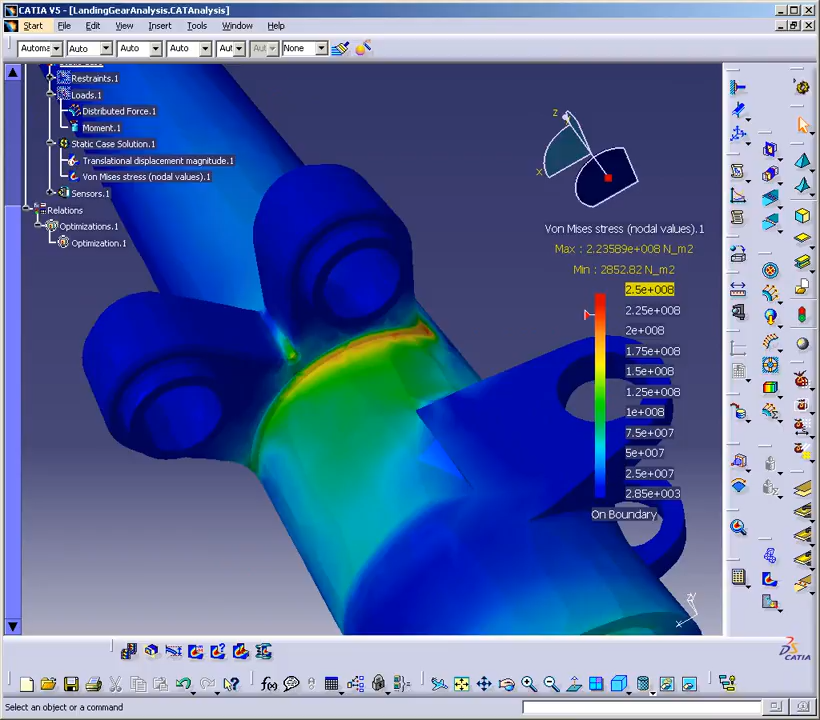 CATIA V5 - [LandingGearAnalysis.CATAnalysis]
Start File Edit View Insert Tools Window Help
Automa Auto Auto Auto Aut Aut None
Restraints.1
Loads.1
Distributed Force.1
Moment.1
Static Case Solution.1
Translational displacement magnitude.1
Von Mises stress (nodal values).1
Sensors.1
Relations
Optimizations.1
Optimization.1
z
x
Von Mises stress (nodal values).1
Max : 2.23589e+008 N_m2
Min : 2852.82 N_m2
2.5e+008
2.25e+008
2e+008
1.75e+008
1.5e+008
1.25e+008
1e+008
7.5e+007
5e+007
2.5e+007
2.85e+003
On Boundary
CATIA
f(x)
Select an object or a command